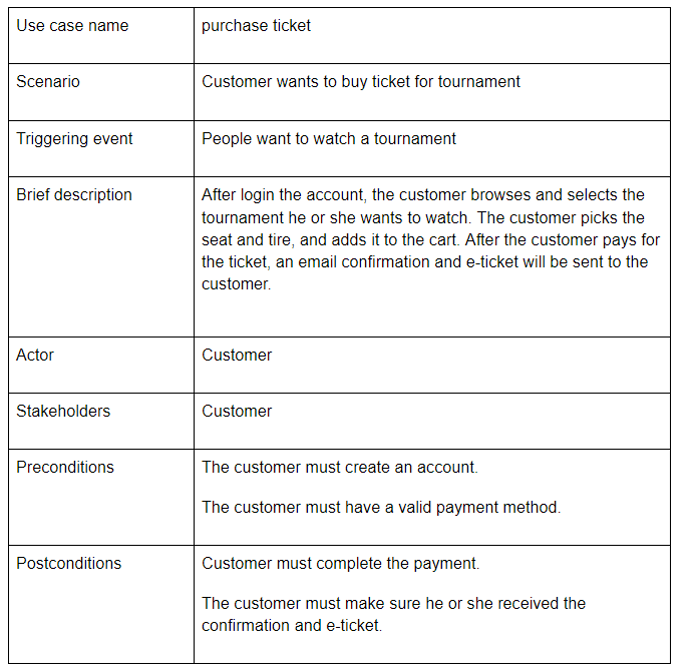 Use case name
purchase ticket
Scenario
Customer wants to buy ticket for tournament
Triggering event
People want to watch a tournament
Brief description
After login the account, the customer browses and selects the
tournament he or she wants to watch. The customer picks the
seat and tire, and adds it to the cart. After the customer pays for
the ticket, an email confirmation and e-ticket will be sent to the
customer.
Actor
Customer
Stakeholders
Customer
Preconditions
The customer must create an account.
The customer must have a valid payment method.
Postconditions
Customer must complete the payment.
The customer must make sure he or she received the
confirmation and e-ticket.